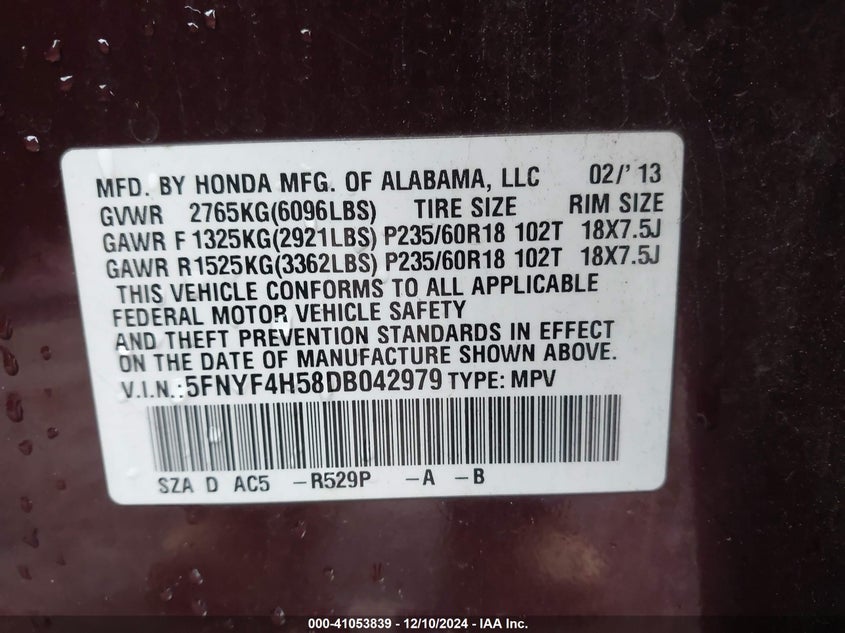 MFD. BY HONDA MFG. OF ALABAMA, LLC 02/'13
GVWR 2765KG(6096LBS) TIRE SIZE RIM SIZE
GAWR F 1325KG(2921LBS) P235/60R18 102T 18X7.5J
GAWR R1525KG(3362LBS) P235/60R18 102T 18X7.5J
THIS VEHICLE CONFORMS TO ALL APPLICABLE
FEDERAL MOTOR VEHICLE SAFETY
AND THEFT PREVENTION STANDARDS IN EFFECT
ON THE DATE OF MANUFACTURE SHOWN ABOVE.
V.I.N.:5FNYF4H58DB042979 TYPE: MPV
SZA D AC5 -R529P -A -B
000-41053839 - 12/10/2024 - IAA Inc.